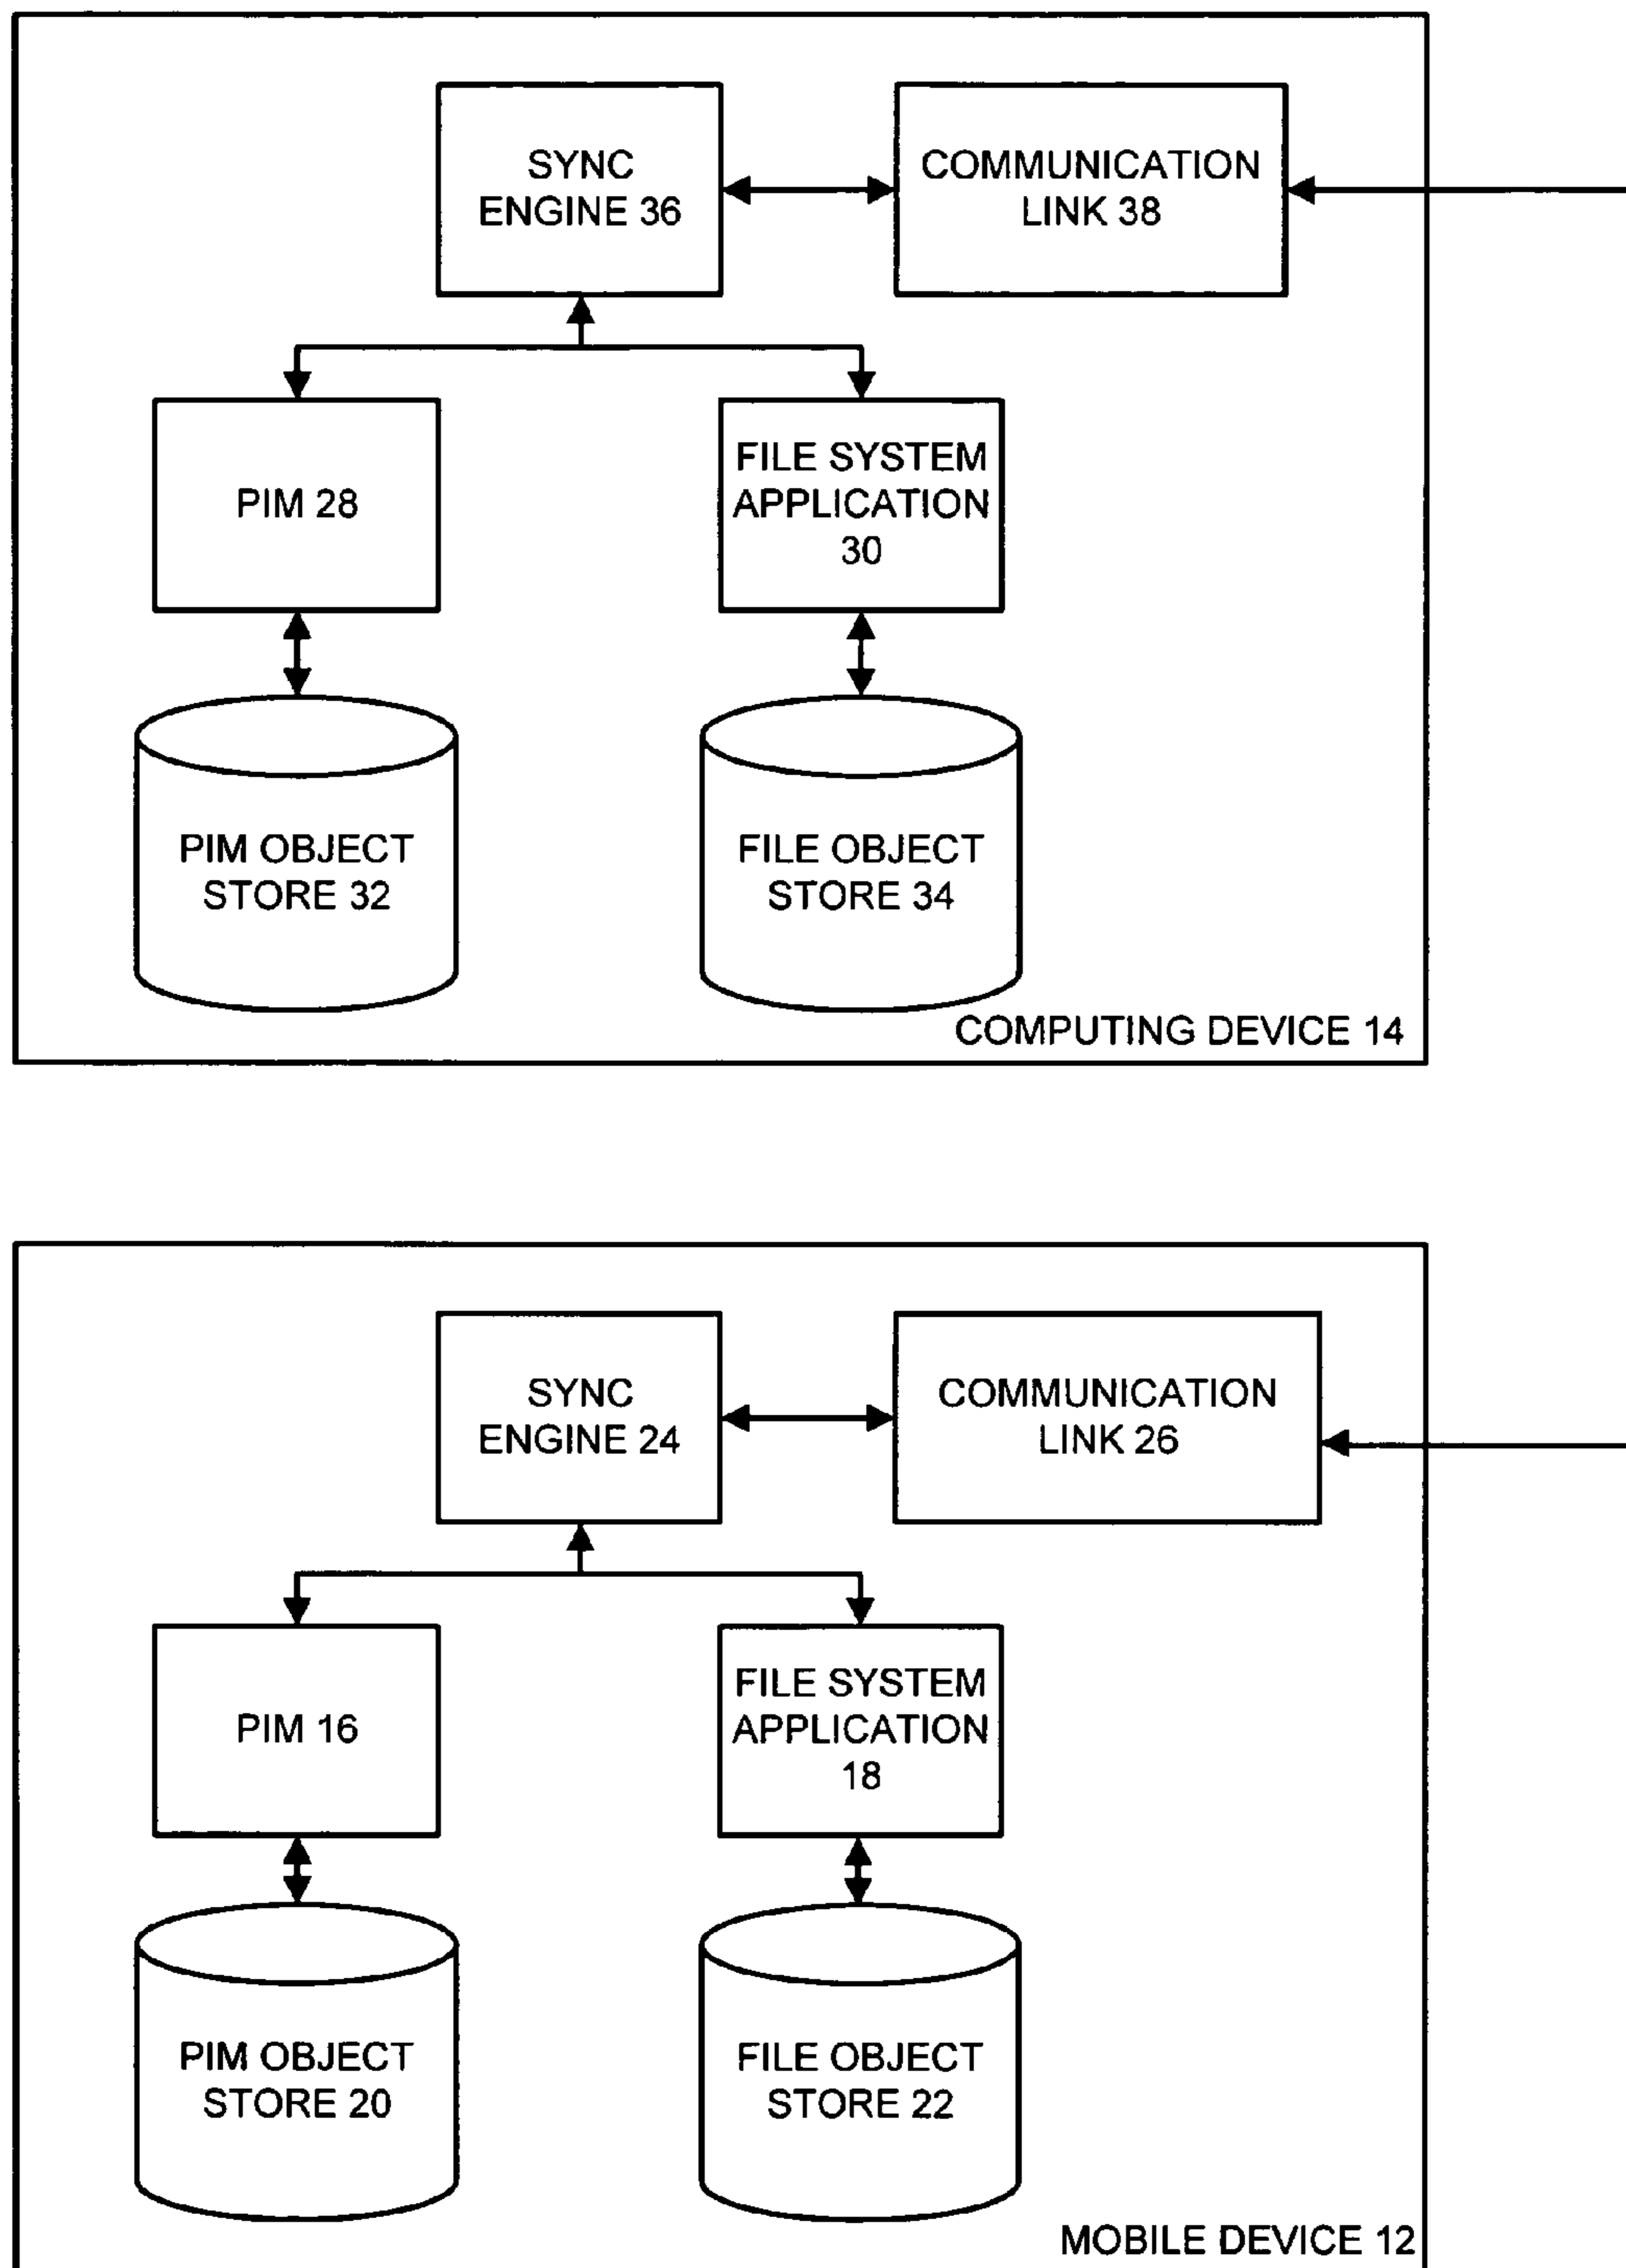 SYNC
ENGINE 36
COMMUNICATION
LINK 38
PIM 28
FILE SYSTEM
APPLICATION
30
PIM OBJECT
STORE 32
FILE OBJECT
STORE 34
COMPUTING DEVICE 14
SYNC
ENGINE 24
COMMUNICATION
LINK 26
PIM 16
FILE SYSTEM
APPLICATION
18
PIM OBJECT
STORE 20
FILE OBJECT
STORE 22
MOBILE DEVICE 12